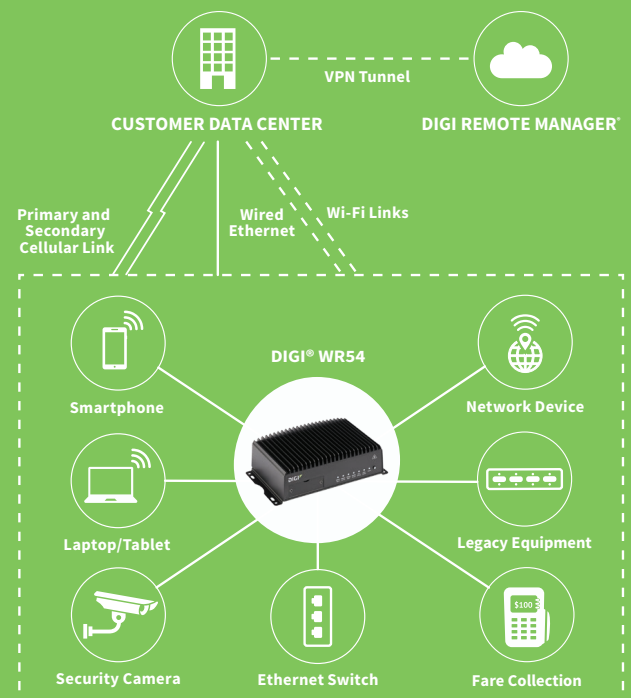 VPN Tunnel
CUSTOMER DATA CENTER
DIGI REMOTE MANAGER®
Primary and
Secondary
Cellular Link
Wired
Ethernet
Wi-Fi Links
DIGI® WR54
Smartphone
Network Device
DIGI
Laptop/Tablet
Legacy Equipment
$100
Security Camera
Ethernet Switch
Fare Collection